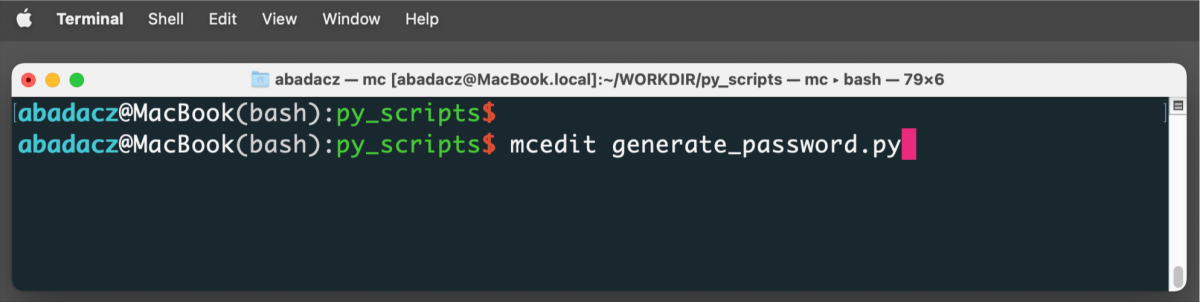 Terminal Shell Edit View Window Help
abadacz — mc [abadacz@MacBook.local]:~/WORKDIR/py_scripts — mc ▸ bash — 79×6
[abadacz@MacBook(bash):py_scripts$ ]
abadacz@MacBook(bash):py_scripts$ mcedit generate_password.py